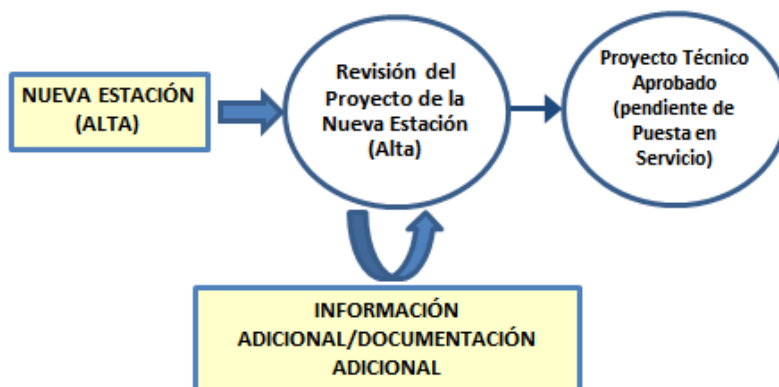 NUEVA ESTACIÓN
(ALTA)
Revisión del
Proyecto de la
Nueva Estación
(Alta)
Proyecto Técnico
Aprobado
(pendiente de
Puesta en
Servicio)
INFORMACIÓN
ADICIONAL/DOCUMENTACIÓN
ADICIONAL